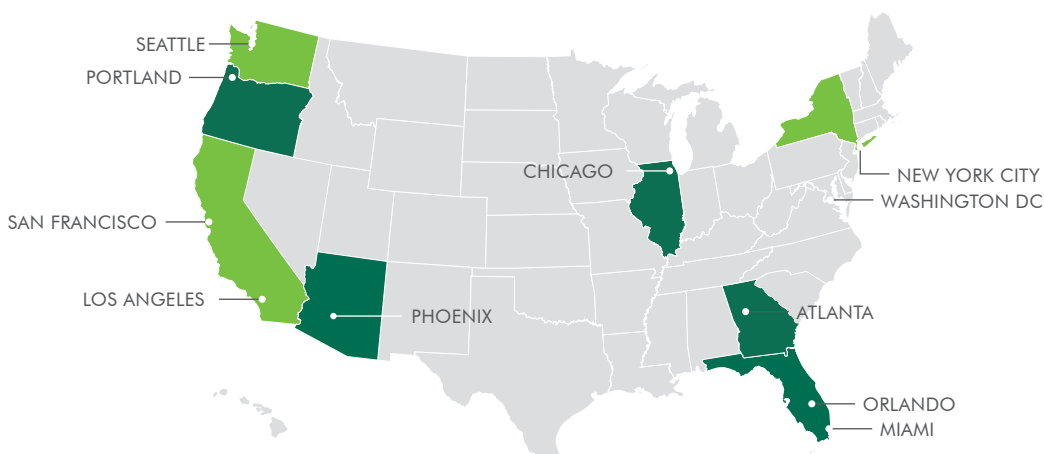 SEATTLE
PORTLAND
CHICAGO
NEW YORK CITY
WASHINGTON DC
SAN FRANCISCO
LOS ANGELES
PHOENIX
ATLANTA
ORLANDO
MIAMI